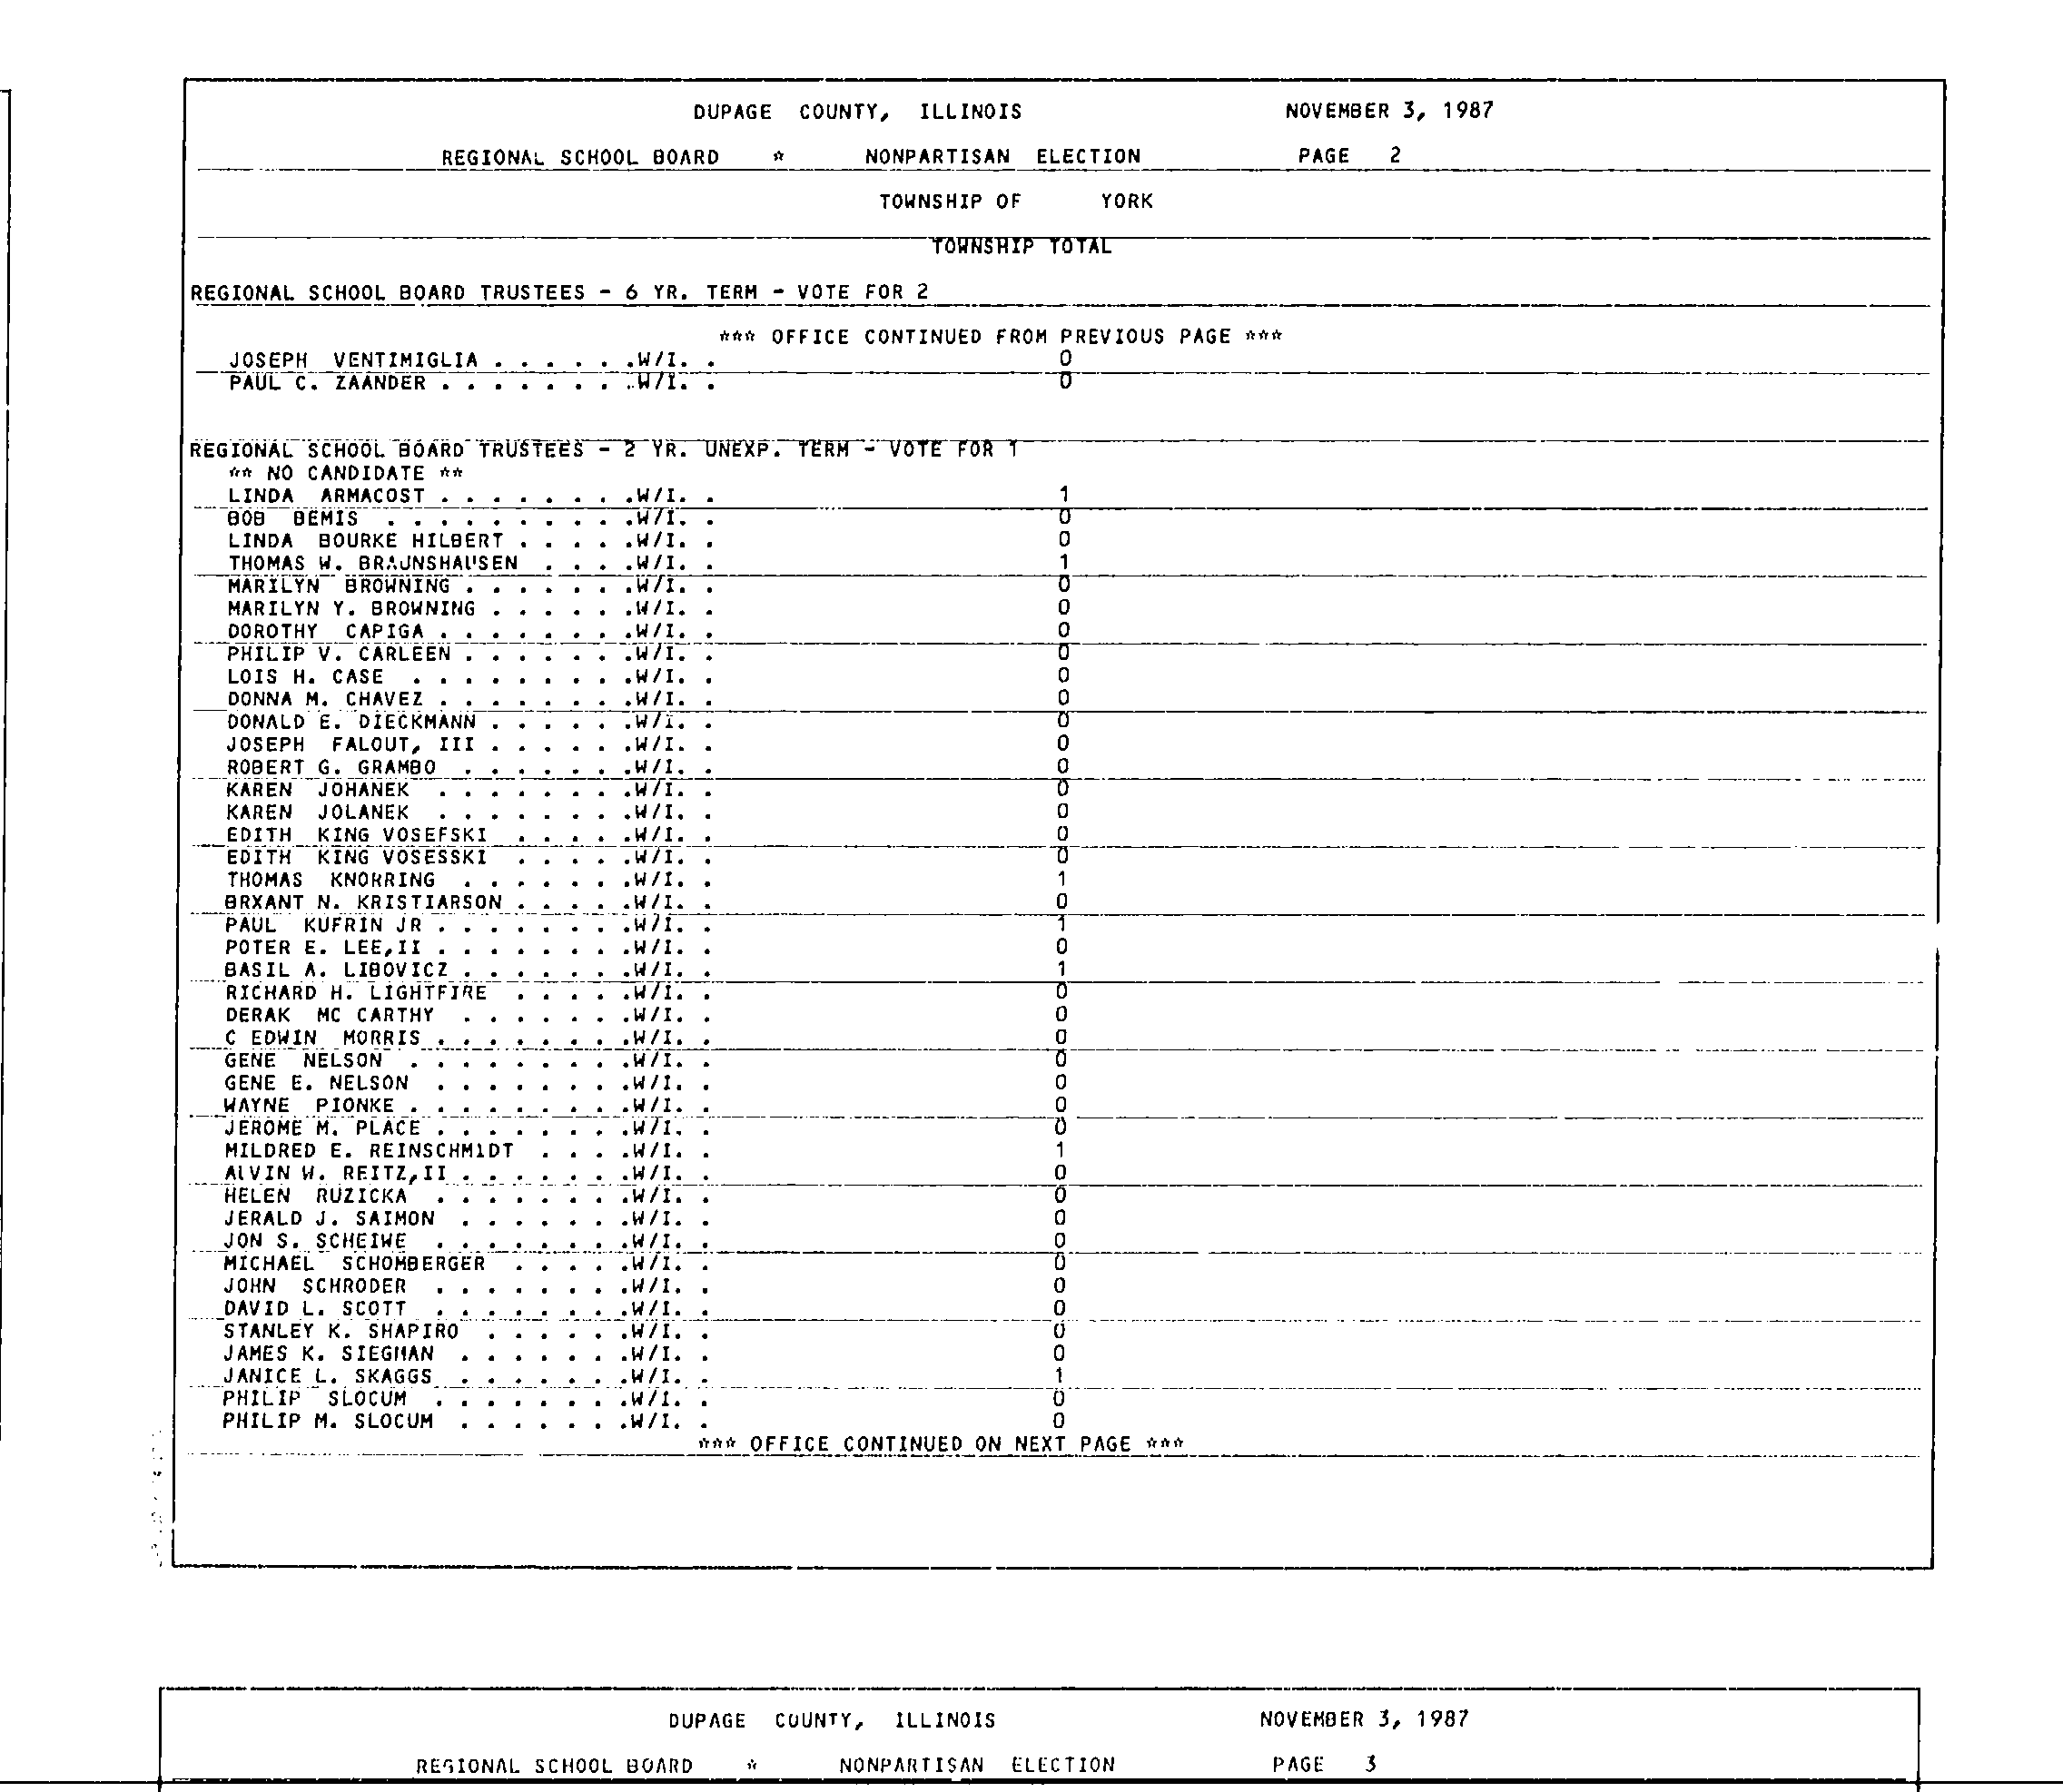 DUPAGE COUNTY, ILLINOIS NOVEMBER 3, 1987
REGIONAL SCHOOL BOARD * NONPARTISAN ELECTION PAGE 2
TOWNSHIP OF YORK
TOWNSHIP TOTAL
REGIONAL SCHOOL BOARD TRUSTEES - 6 YR. TERM - VOTE FOR 2
*** OFFICE CONTINUED FROM PREVIOUS PAGE ***
JOSEPH VENTIMIGLIA . . . . . .W/I. . 0
PAUL C. ZAANDER . . . . . . . .W/I. . 0
REGIONAL SCHOOL BOARD TRUSTEES - 2 YR. UNEXP. TERM - VOTE FOR 1
** NO CANDIDATE **
LINDA ARMACOST . . . . . . . .W/I. . 1
BOB BEMIS . . . . . . . . . .W/I. . 0
LINDA BOURKE HILBERT . . . . .W/I. . 0
THOMAS W. BRAUNSHAUSEN . . . .W/I. . 1
MARILYN BROWNING . . . . . . .W/I. . 0
MARILYN Y. BROWNING . . . . . .W/I. . 0
DOROTHY CAPIGA . . . . . . . .W/I. . 0
PHILIP V. CARLEEN . . . . . . .W/I. . 0
LOIS H. CASE . . . . . . . . .W/I. . 0
DONNA M. CHAVEZ . . . . . . . .W/I. . 0
DONALD E. DIECKMANN . . . . . .W/I. . 0
JOSEPH FALOUT, III . . . . . .W/I. . 0
ROBERT G. GRAMBO . . . . . . .W/I. . 0
KAREN JOHANEK . . . . . . . .W/I. . 0
KAREN JOLANEK . . . . . . . .W/I. . 0
EDITH KING VOSEFSKI . . . . .W/I. . 0
EDITH KING VOSESSKI . . . . .W/I. . 0
THOMAS KNORRING . . . . . . .W/I. . 1
BRXANT N. KRISTIARSON . . . . .W/I. . 0
PAUL KUFRIN JR . . . . . . . .W/I. . 1
POTER E. LEE,II . . . . . . . .W/I. . 0
BASIL A. LIBOVICZ . . . . . . .W/I. . 1
RICHARD H. LIGHTFIRE . . . . .W/I. . 0
DERAK MC CARTHY . . . . . . .W/I. . 0
C EDWIN MORRIS . . . . . . . .W/I. . 0
GENE NELSON . . . . . . . . .W/I. . 0
GENE E. NELSON . . . . . . . .W/I. . 0
WAYNE PIONKE . . . . . . . . .W/I. . 0
JEROME M. PLACE . . . . . . . .W/I. . 0
MILDRED E. REINSCHMIDT . . . .W/I. . 1
ALVIN W. REITZ,II . . . . . . .W/I. . 0
HELEN RUZICKA . . . . . . . .W/I. . 0
JERALD J. SAIMON . . . . . . .W/I. . 0
JON S. SCHEIWE . . . . . . . .W/I. . 0
MICHAEL SCHOMBERGER . . . . .W/I. . 0
JOHN SCHRODER . . . . . . . .W/I. . 0
DAVID L. SCOTT . . . . . . . .W/I. . 0
STANLEY K. SHAPIRO . . . . . .W/I. . 0
JAMES K. SIEGMAN . . . . . . .W/I. . 0
JANICE L. SKAGGS . . . . . . .W/I. . 1
PHILIP SLOCUM . . . . . . . .W/I. . 0
PHILIP M. SLOCUM . . . . . . .W/I. . 0
*** OFFICE CONTINUED ON NEXT PAGE ***
DUPAGE COUNTY, ILLINOIS NOVEMBER 3, 1987
REGIONAL SCHOOL BOARD * NONPARTISAN ELECTION PAGE 3